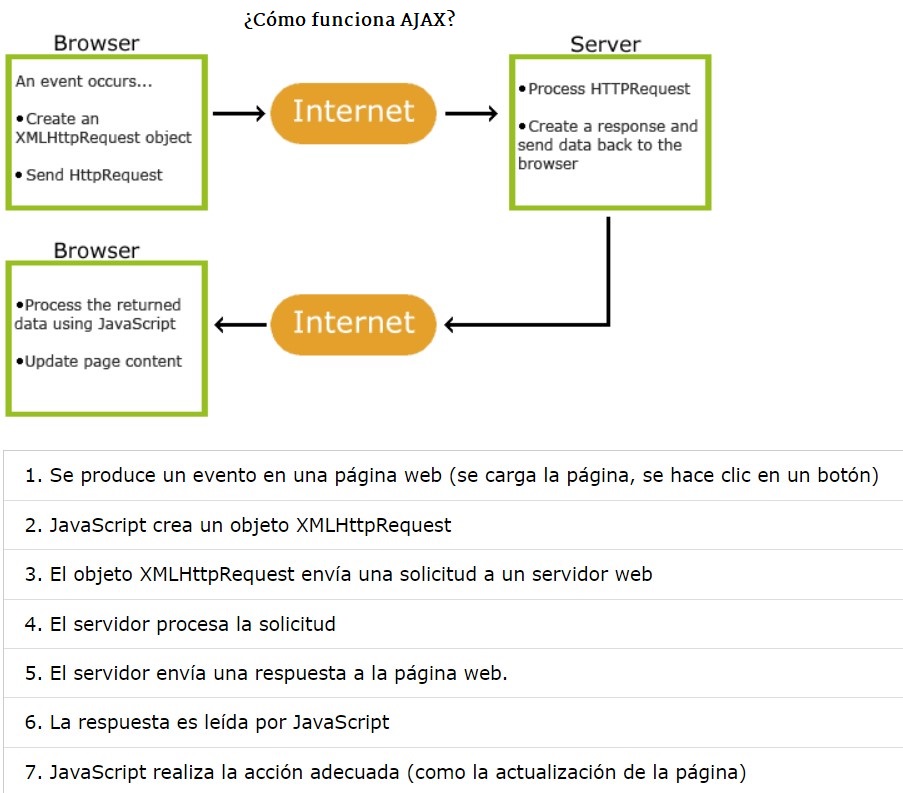 ¿Cómo funciona AJAX?
Browser
An event occurs...
•Create an
XMLHttpRequest object
• Send HttpRequest
Internet
Server
•Process HTTPRequest
•Create a response and
send data back to the
browser
Browser
•Process the returned
data using JavaScript
•Update page content
Internet
1. Se produce un evento en una página web (se carga la página, se hace clic en un botón)
2. JavaScript crea un objeto XMLHttpRequest
3. El objeto XMLHttpRequest envía una solicitud a un servidor web
4. El servidor procesa la solicitud
5. El servidor envía una respuesta a la página web.
6. La respuesta es leída por JavaScript
7. JavaScript realiza la acción adecuada (como la actualización de la página)